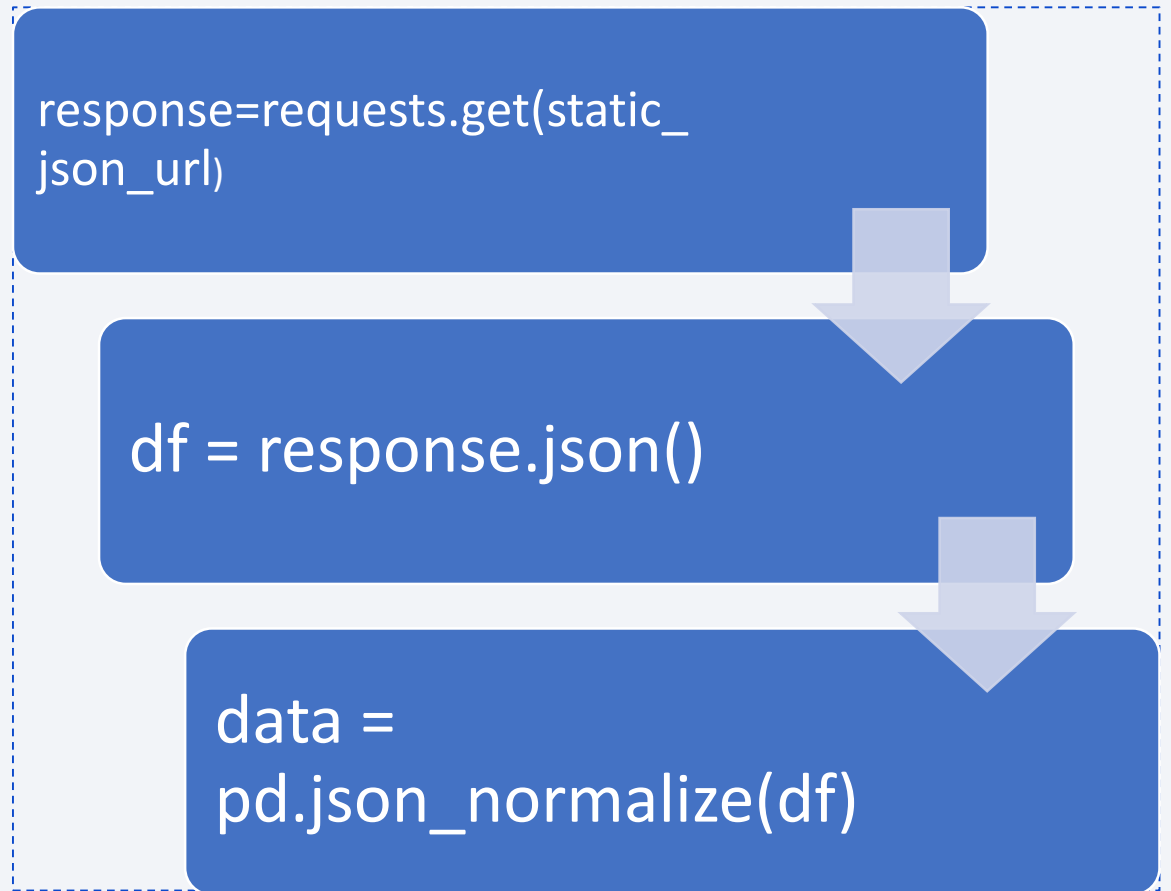 response=requests.get(static_
json_url)
df = response.json()
data =
pd.json_normalize(df)